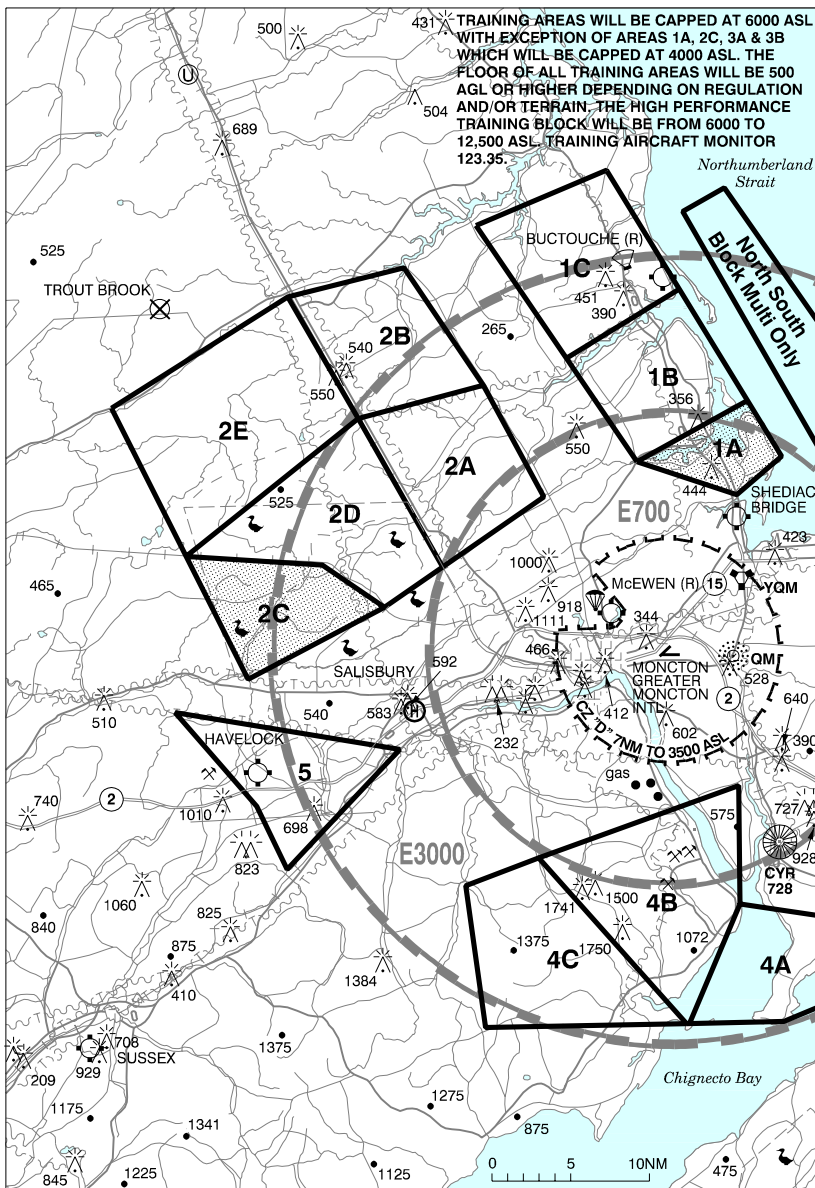 TRAINING AREAS WILL BE CAPPED AT 6000 ASL
WITH EXCEPTION OF AREAS 1A, 2C, 3A & 3B
WHICH WILL BE CAPPED AT 4000 ASL. THE
FLOOR OF ALL TRAINING AREAS WILL BE 500
AGL OR HIGHER DEPENDING ON REGULATION
AND/OR TERRAIN. THE HIGH PERFORMANCE
TRAINING BLOCK WILL BE FROM 6000 TO
12,500 ASL. TRAINING AIRCRAFT MONITOR
123.35.
431
500
U
504
689
Northumberland
Strait
525
BUCTOUCHE (R)
North South
Block Multi Only
1C
TROUT BROOK
451
390
265
2B
540
550
1B
356
2E
550
1A
2A
444
525
SHEDIAC
BRIDGE
E700
2D
423
1000
465
McEWEN (R)
15
YQM
918
1111
2C
344
466
QM
SALISBURY
592
MONCTON
GREATER
MONCTON
INTL
528
H
510
540
583
2
640
232
412
602
CZ "D" 7NM TO 3500 ASL
390
HAVELOCK
5
gas
740
2
1010
698
575
727
823
E3000
928
CYR
728
1060
1741
1500
4B
840
825
875
1375
4C
1750
1072
4A
1384
410
708
SUSSEX
1375
929
209
Chignecto Bay
1275
1175
875
1341
845
1225
1125
0
5
10NM
475